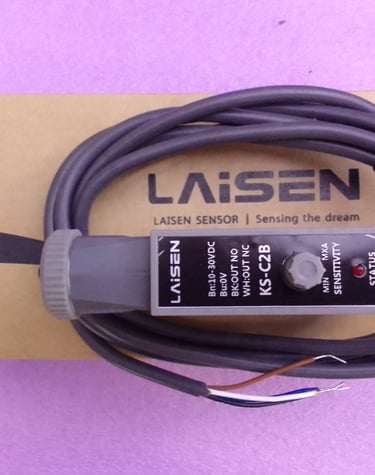 LAiSEN
LAISEN SENSOR | Sensing the dream
LAiSEN
Bn:10-30VDC
Bu:0V
BK:OUT NO
WH:OUT NC
KS-C2B
MIN MXA
SENSITIVITY
STATUS